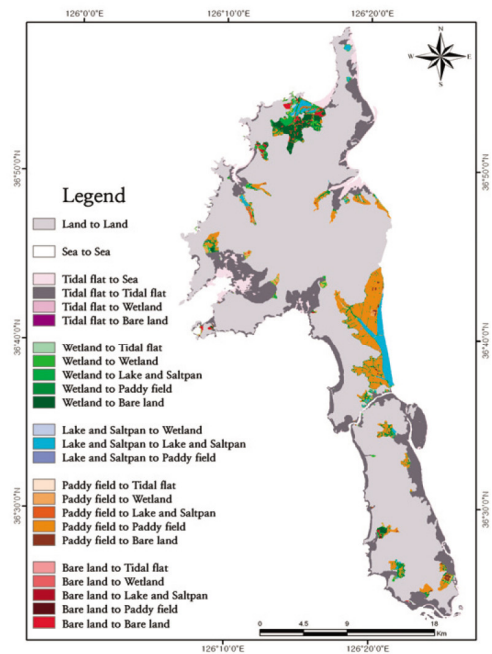 126°0'0"E 126°10'0"E 126°20'0"E
N
W E
S
36°50'0"N 36°50'0"N
Legend
Land to Land
Sea to Sea
Tidal flat to Sea
Tidal flat to Tidal flat
Tidal flat to Wetland
Tidal flat to Bare land
36°40'0"N 36°40'0"N
Wetland to Tidal flat
Wetland to Wetland
Wetland to Lake and Saltpan
Wetland to Paddy field
Wetland to Bare land
Lake and Saltpan to Wetland
Lake and Saltpan to Lake and Saltpan
Lake and Saltpan to Paddy field
Paddy field to Tidal flat
Paddy field to Wetland
Paddy field to Lake and Saltpan
Paddy field to Paddy field
Paddy field to Bare land
36°30'0"N 36°30'0"N
Bare land to Tidal flat
Bare land to Wetland
Bare land to Lake and Saltpan
Bare land to Paddy field
Bare land to Bare land
0 4.5 9 18
Km
126°10'0"E 126°20'0"E